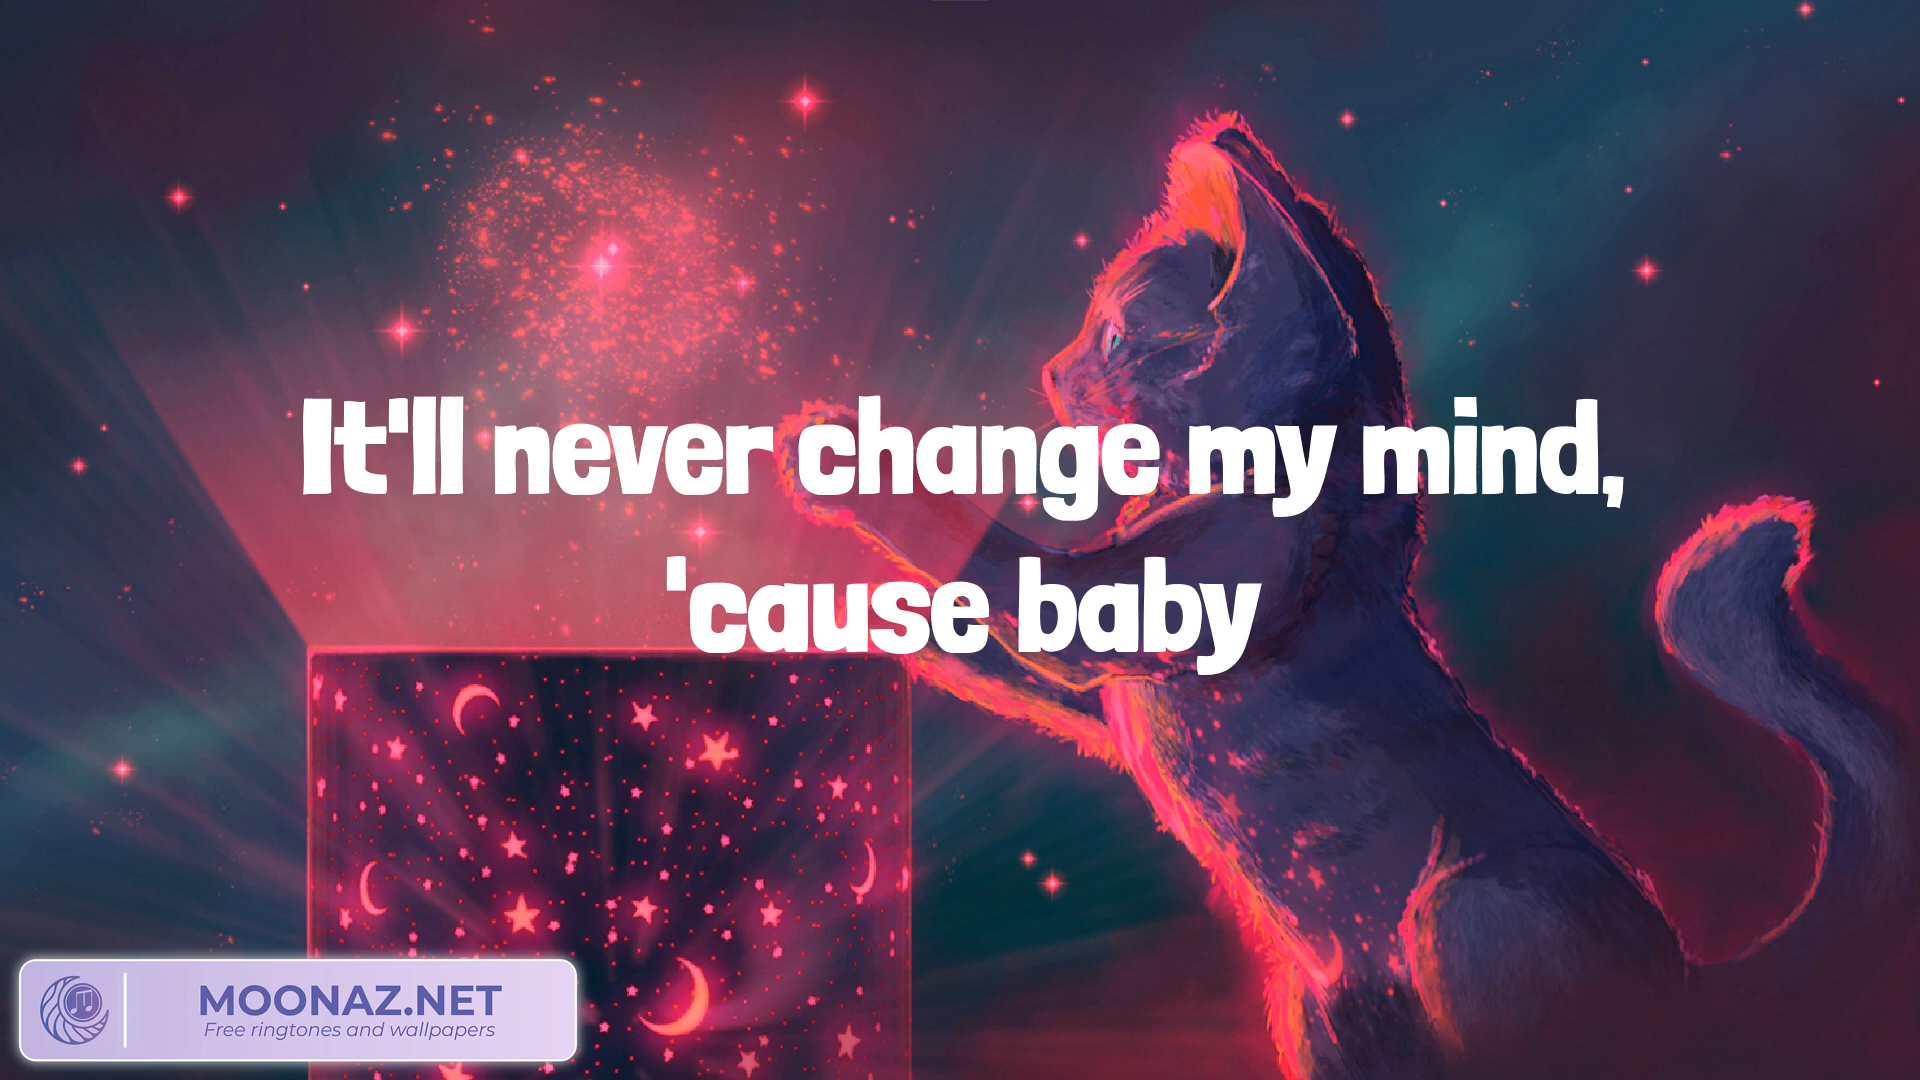 It'll never change my mind,
'cause baby
MOONAZ.NET
Free ringtones and wallpapers